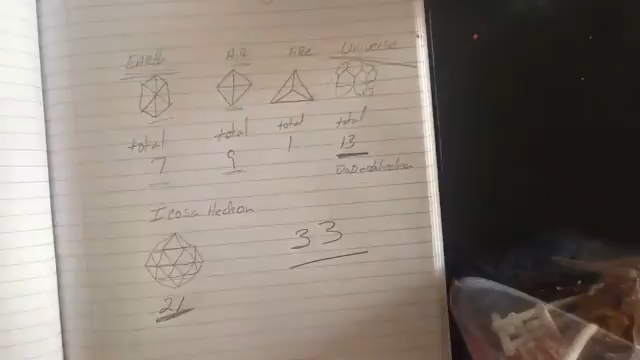 EARth AIR FIRe Universe
total total total total
7 9 1 13
DoDecahedron
Icosa Hedron
33
21